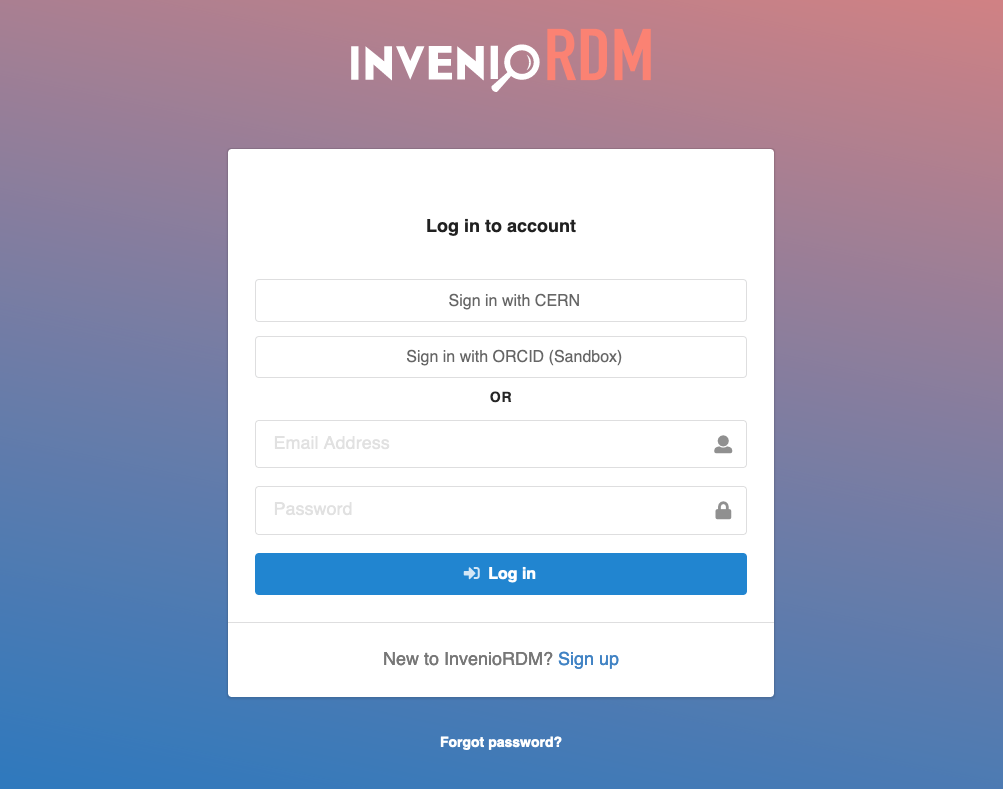 INVENIO RDM
Log in to account
Sign in with CERN
Sign in with ORCID (Sandbox)
OR
Email Address
Password
Log in
New to InvenioRDM? Sign up
Forgot password?